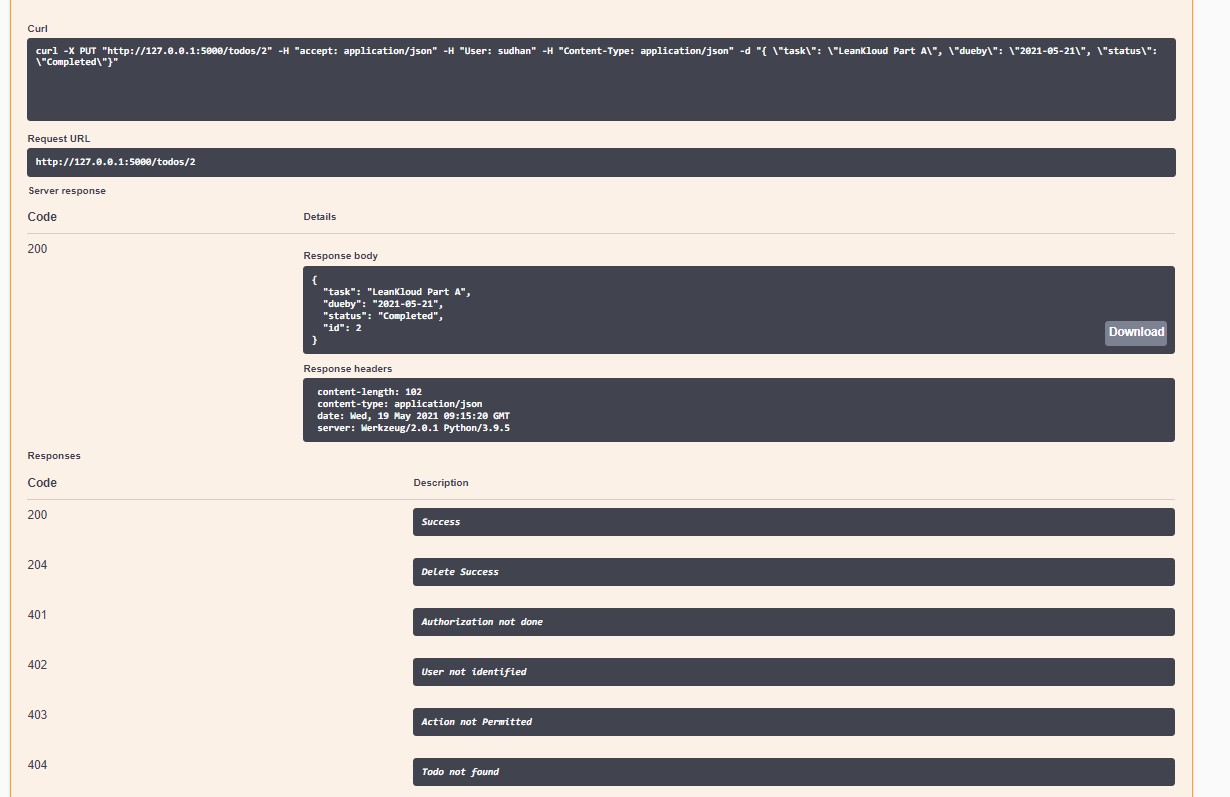 Curl
curl -X PUT "http://127.0.0.1:5000/todos/2" -H "accept: application/json" -H "User: sudhan" -H "Content-Type: application/json" -d "{ \"task\": \"LeanKloud Part A\", \"dueby\": \"2021-05-21\", \"status\":
\"Completed\"}"
Request URL
http://127.0.0.1:5000/todos/2
Server response
Code Details
200
Response body
{
"task": "LeanKloud Part A",
"dueby": "2021-05-21",
"status": "Completed",
"id": 2
}
Download
Response headers
content-length: 102
content-type: application/json
date: Wed, 19 May 2021 09:15:20 GMT
server: Werkzeug/2.0.1 Python/3.9.5
Responses
Code Description
200 Success
204 Delete Success
401 Authorization not done
402 User not identified
403 Action not Permitted
404 Todo not found